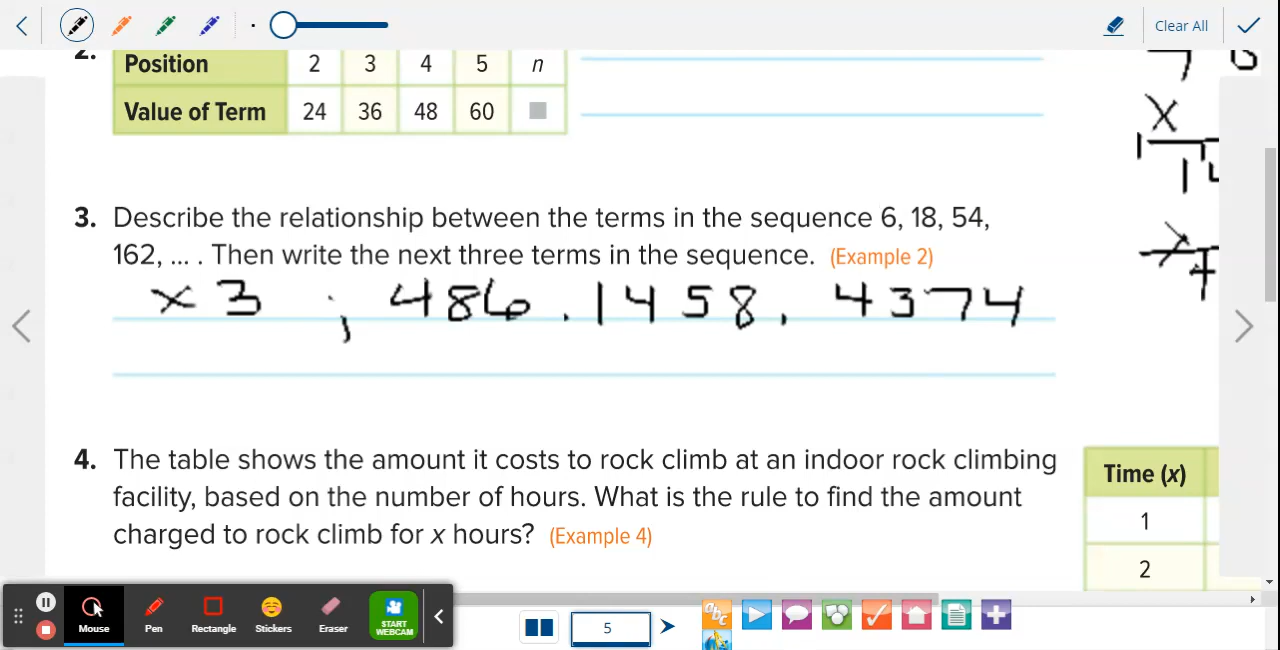 Clear All
2.
Position 2 3 4 5 n
Value of Term 24 36 48 60
3. Describe the relationship between the terms in the sequence 6, 18, 54,
162, ... . Then write the next three terms in the sequence. (Example 2)
×3 ; 486, 1458, 4374
4. The table shows the amount it costs to rock climb at an indoor rock climbing
facility, based on the number of hours. What is the rule to find the amount
charged to rock climb for x hours? (Example 4)
Time (x)
1
2
Mouse Pen Rectangle Stickers Eraser START WEBCAM
5
abc